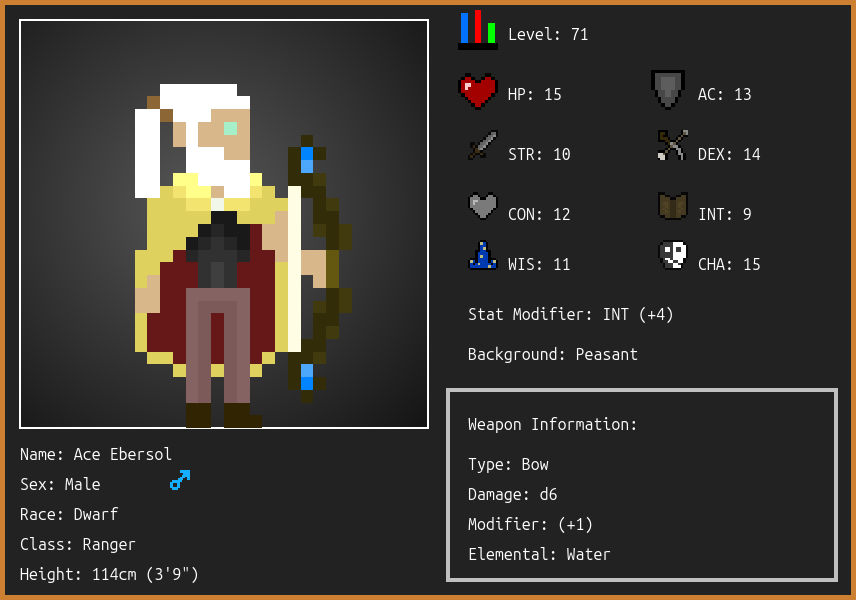 Level: 71
HP: 15
AC: 13
STR: 10
DEX: 14
CON: 12
INT: 9
WIS: 11
CHA: 15
Stat Modifier: INT (+4)
Background: Peasant
Weapon Information:
Type: Bow
Damage: d6
Modifier: (+1)
Elemental: Water
Name: Ace Ebersol
Sex: Male
Race: Dwarf
Class: Ranger
Height: 114cm (3'9")